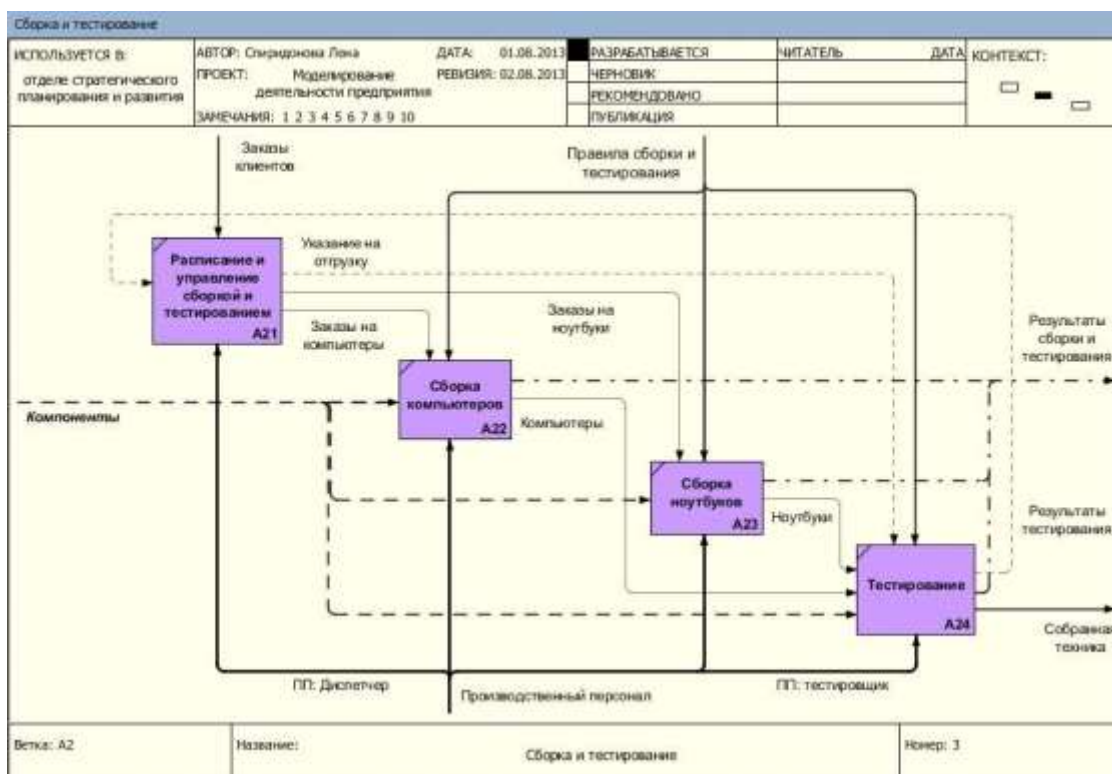 Сборка и тестирование
ИСПОЛЬЗУЕТСЯ В:
отделе стратегического
планирования и развития
АВТОР: Спиридонова Лена
ДАТА: 01.08.2013
ПРОЕКТ: Моделирование
деятельности предприятия
РЕВИЗИЯ: 02.08.2013
ЗАМЕЧАНИЯ: 1 2 3 4 5 6 7 8 9 10
РАЗРАБАТЫВАЕТСЯ
ЧЕРНОВИК
РЕКОМЕНДОВАНО
ПУБЛИКАЦИЯ
ЧИТАТЕЛЬ
ДАТА
КОНТЕКСТ:
Заказы
клиентов
Правила сборки и
тестирования
Расписание и
управление
сборкой и
тестированием
A21
Указание на
отгрузку
Заказы на
компьютеры
Заказы на
ноутбуки
Результаты
сборки и
тестирования
Компоненты
Сборка
компьютеров
A22
Компьютеры
Сборка
ноутбуков
A23
Ноутбуки
Результаты
тестирования
Тестирование
A24
Собранная
техника
ПП: Диспетчер
Производственный персонал
ПП: тестировщик
Ветка: A2
Название:
Сборка и тестирование
Номер: 3